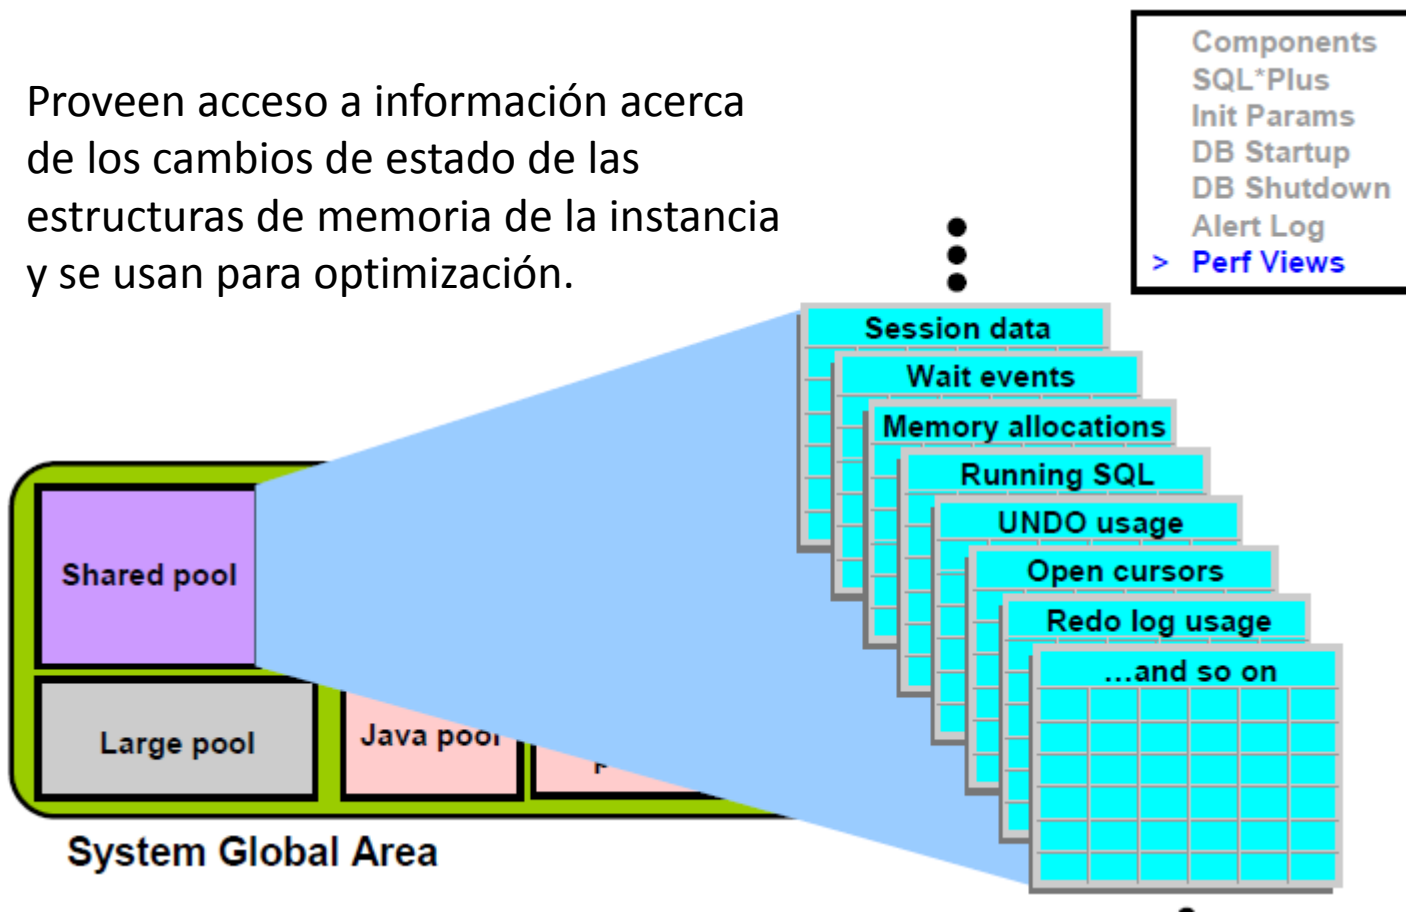 Proveen acceso a información acerca
de los cambios de estado de las
estructuras de memoria de la instancia
y se usan para optimización.
Components
SQL*Plus
Init Params
DB Startup
DB Shutdown
Alert Log
> Perf Views
Session data
Wait events
Memory allocations
Running SQL
UNDO usage
Open cursors
Redo log usage
...and so on
Shared pool
Large pool
Java pool
System Global Area